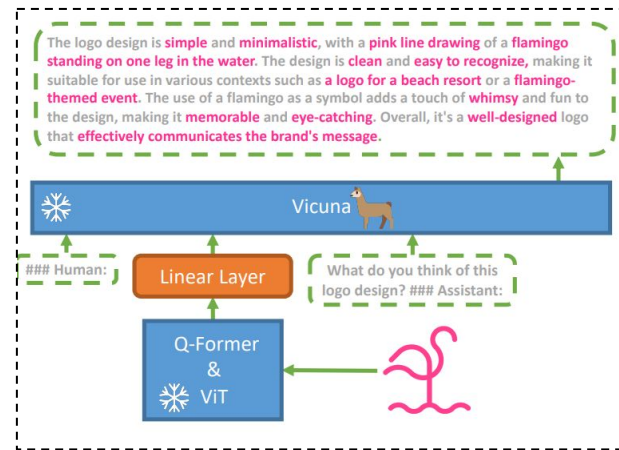 The logo design is simple and minimalistic, with a pink line drawing of a flamingo
standing on one leg in the water. The design is clean and easy to recognize, making it
suitable for use in various contexts such as a logo for a beach resort or a flamingo-
themed event. The use of a flamingo as a symbol adds a touch of whimsy and fun to
the design, making it memorable and eye-catching. Overall, it's a well-designed logo
that effectively communicates the brand's message.
Vicuna
### Human:
Linear Layer
What do you think of this
logo design? ### Assistant:
Q-Former
&
ViT